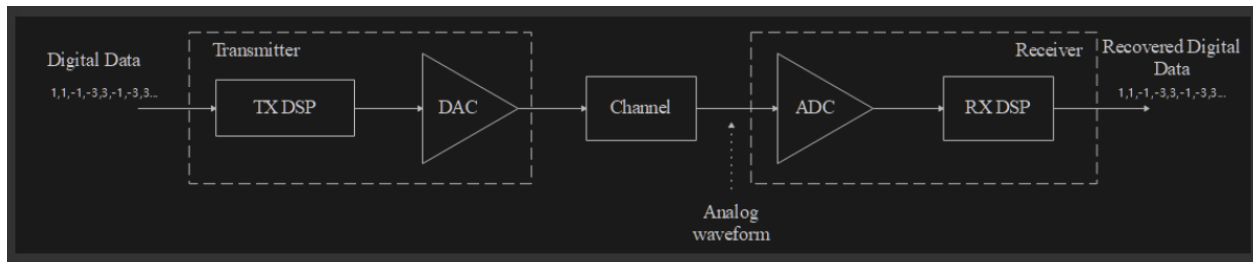 Digital Data
1,1,-1,-3,3,-1,-3,3...
Transmitter
TX DSP
DAC
Channel
Analog
waveform
Receiver
ADC
RX DSP
Recovered Digital
Data
1,1,-1,-3,3,-1,-3,3...